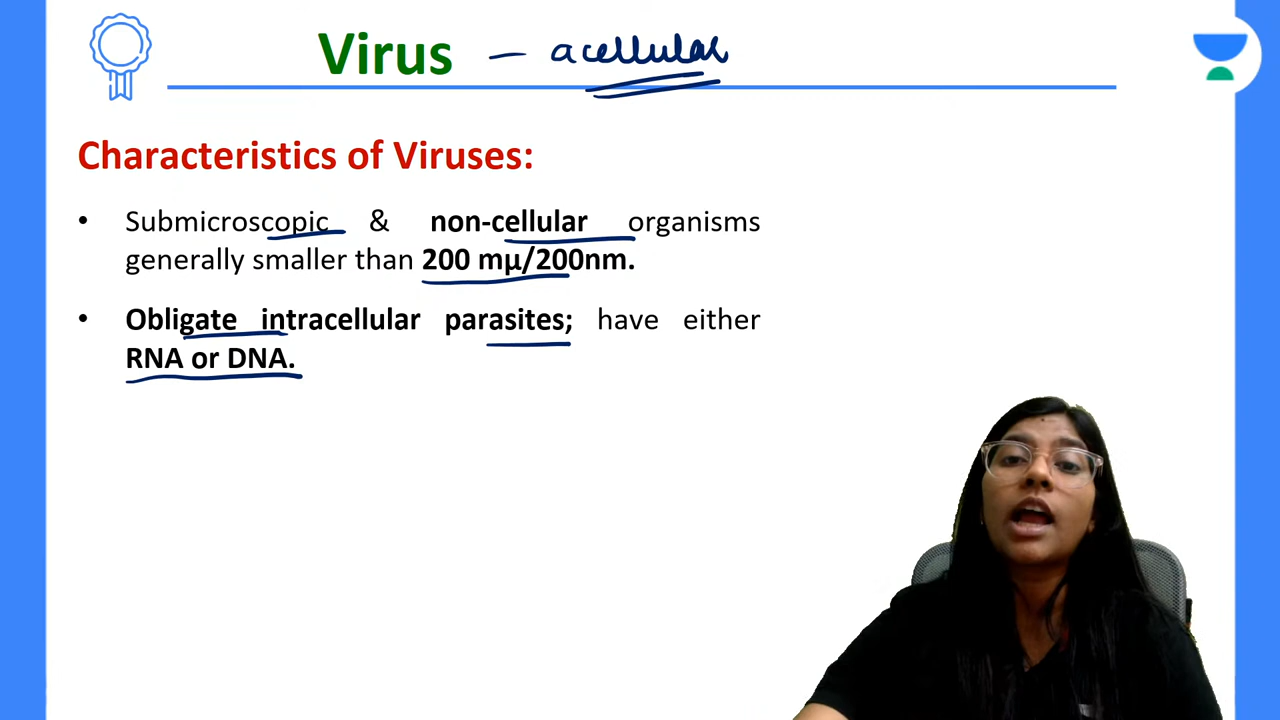 Virus – acellular
Characteristics of Viruses:
• Submicroscopic & non-cellular organisms
generally smaller than 200 mµ/200nm.
• Obligate intracellular parasites; have either
RNA or DNA.